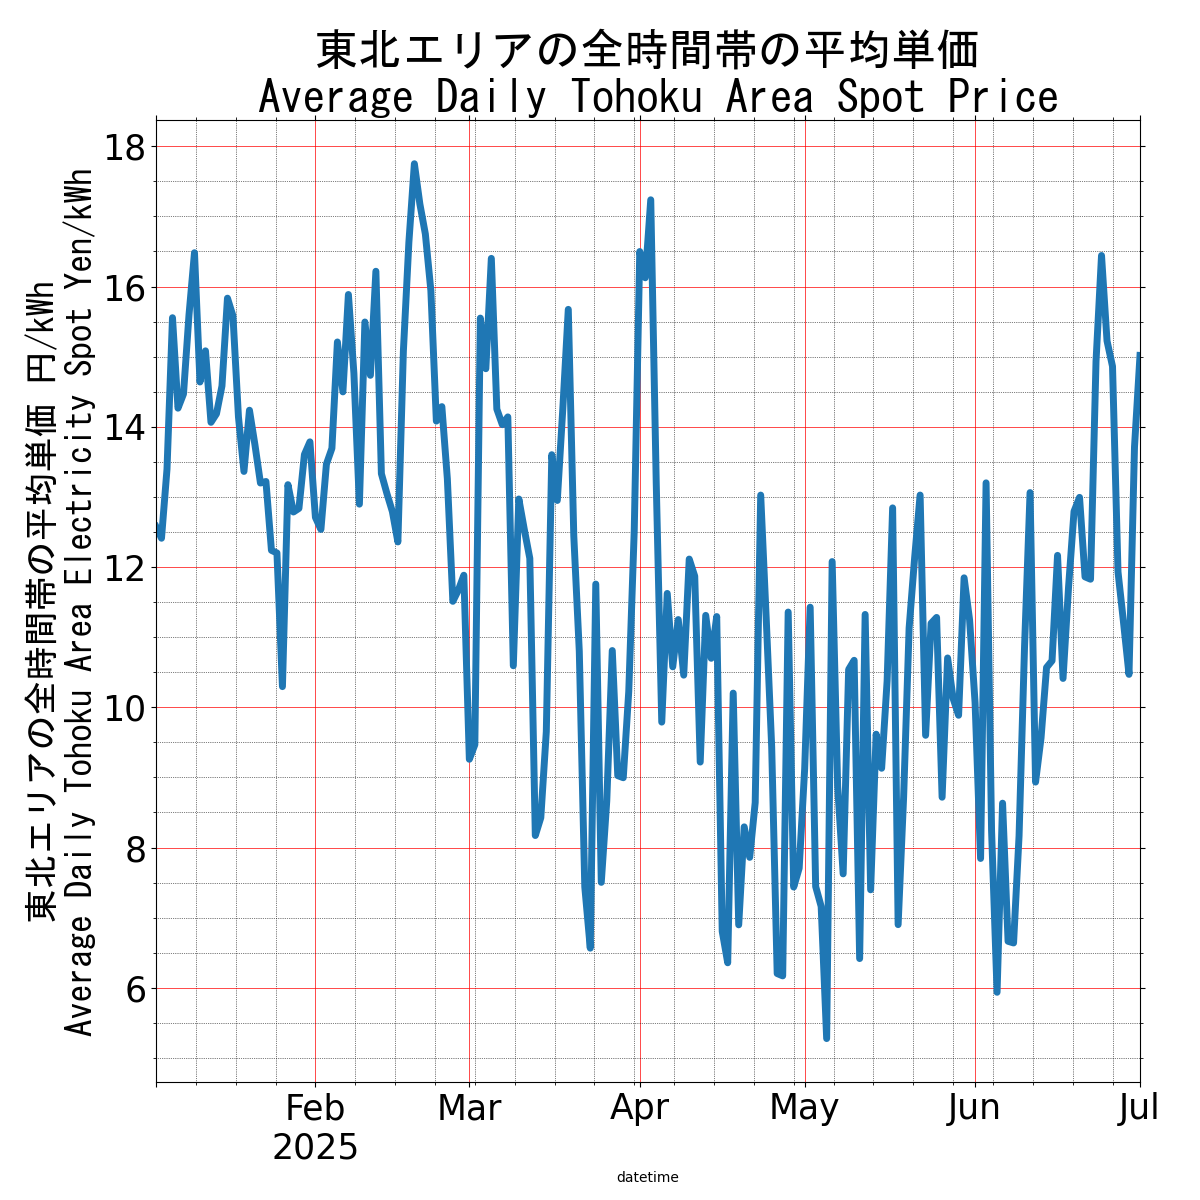 東北エリアの全時間帯の平均単価
Average Daily Tohoku Area Spot Price
東北エリアの全時間帯の平均単価 円/kWh
Average Daily Tohoku Area Electricity Spot Yen/kWh
18
16
14
12
10
8
6
Feb
2025
Mar
Apr
May
Jun
Jul
datetime